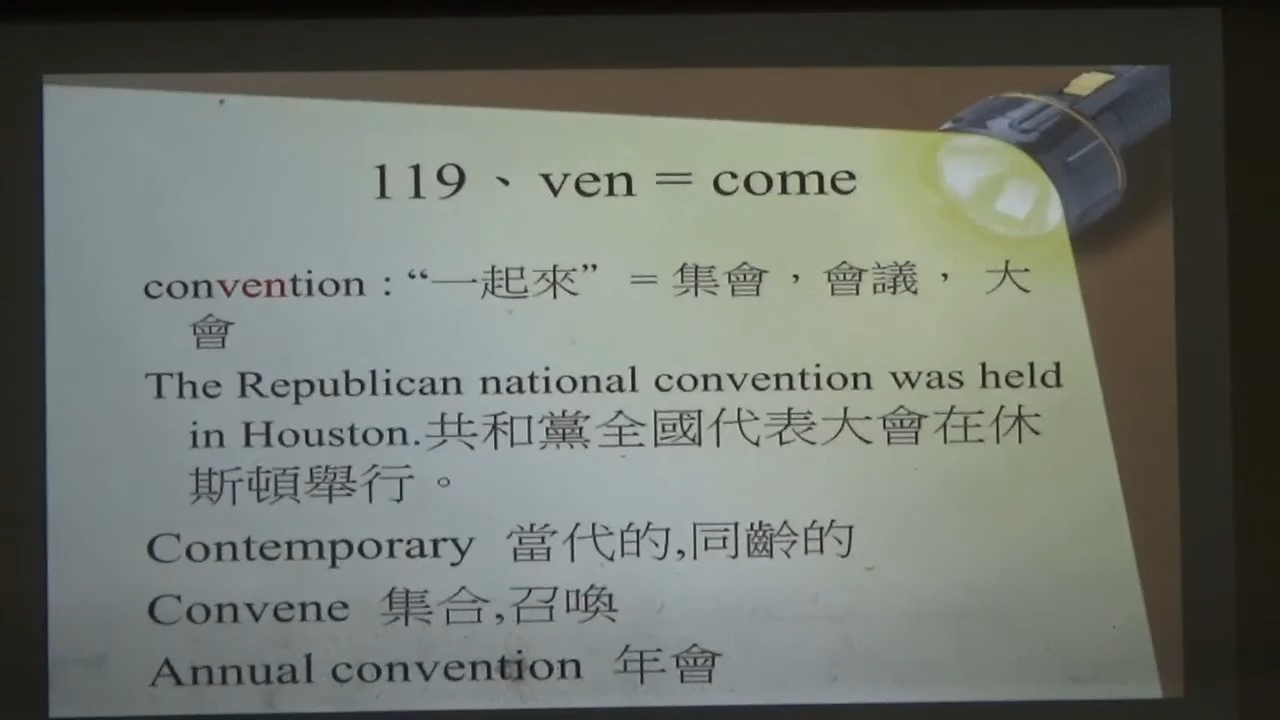 119、ven = come
convention : “一起來” = 集會，會議， 大
會
The Republican national convention was held
in Houston.共和黨全國代表大會在休
斯頓舉行。
Contemporary 當代的,同齡的
Convene 集合,召喚
Annual convention 年會